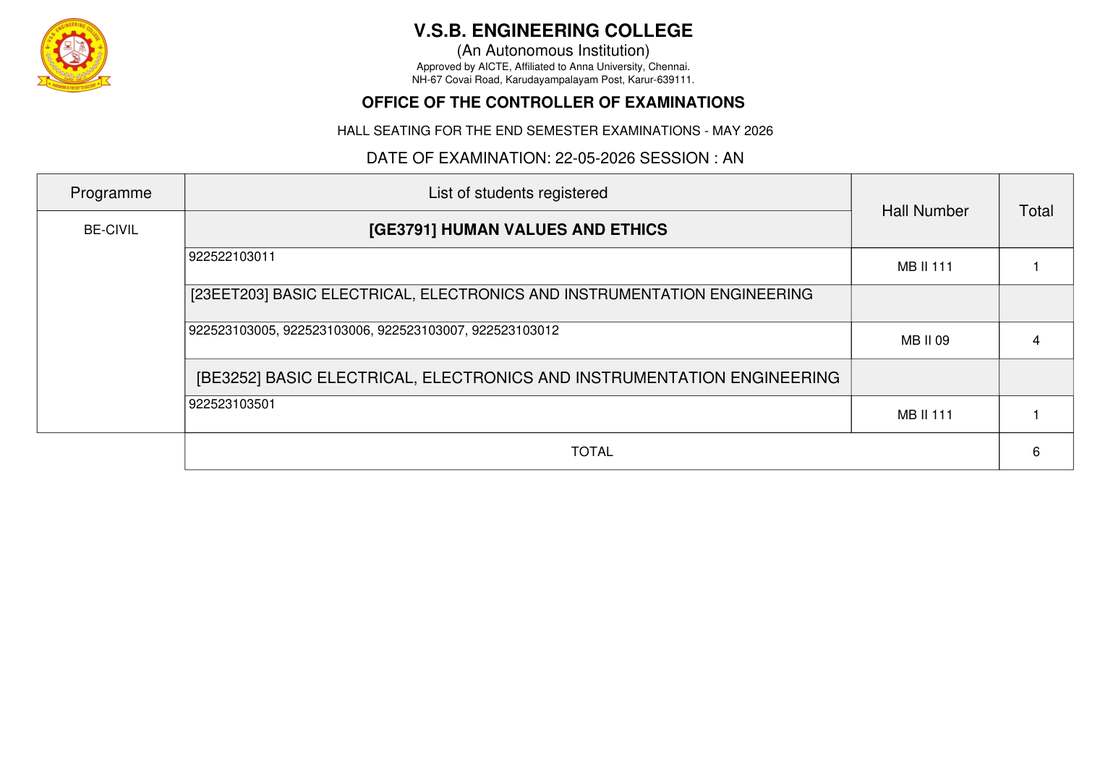 V.S.B. ENGINEERING COLLEGE
(An Autonomous Institution)
Approved by AICTE, Affiliated to Anna University, Chennai.
NH-67 Covai Road, Karudayampalayam Post, Karur-639111.
OFFICE OF THE CONTROLLER OF EXAMINATIONS
HALL SEATING FOR THE END SEMESTER EXAMINATIONS - MAY 2026
DATE OF EXAMINATION: 22-05-2026 SESSION : AN
Programme List of students registered Hall Number Total
BE-CIVIL [GE3791] HUMAN VALUES AND ETHICS
922522103011 MB II 111 1
[23EET203] BASIC ELECTRICAL, ELECTRONICS AND INSTRUMENTATION ENGINEERING
922523103005, 922523103006, 922523103007, 922523103012 MB II 09 4
[BE3252] BASIC ELECTRICAL, ELECTRONICS AND INSTRUMENTATION ENGINEERING
922523103501 MB II 111 1
TOTAL 6